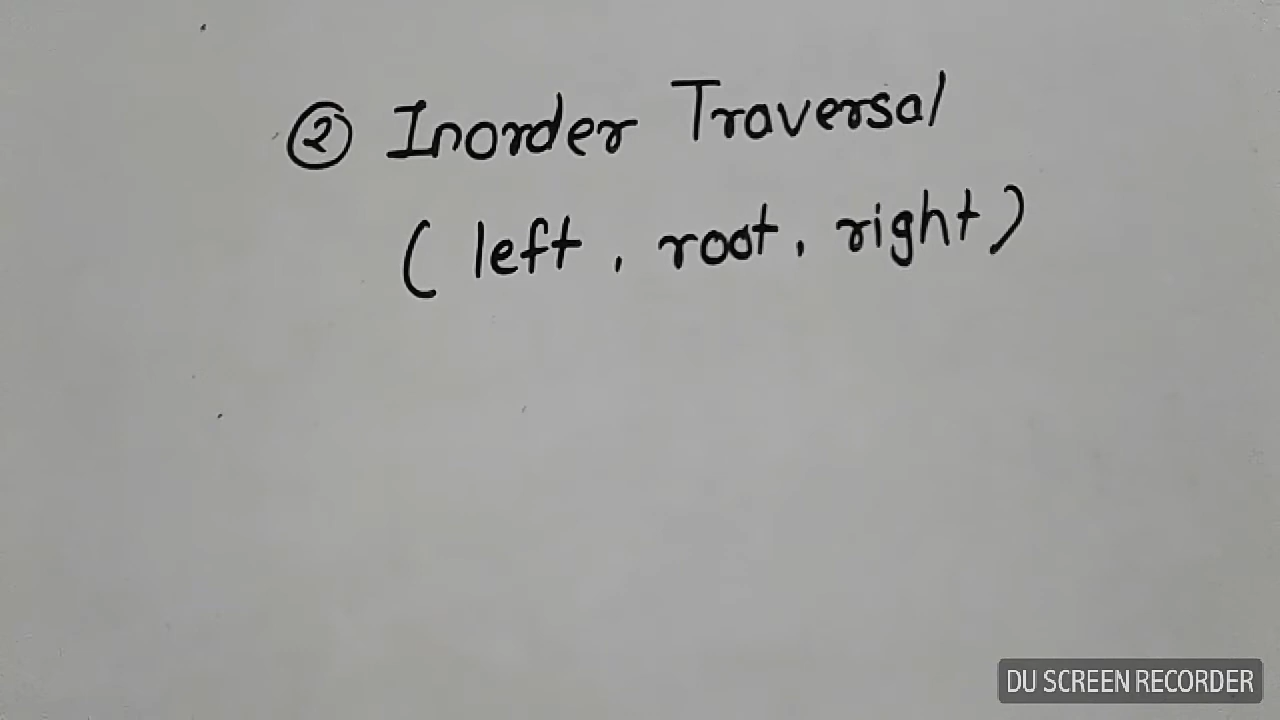 ② Inorder Traversal
( left, root, right )
DU SCREEN RECORDER